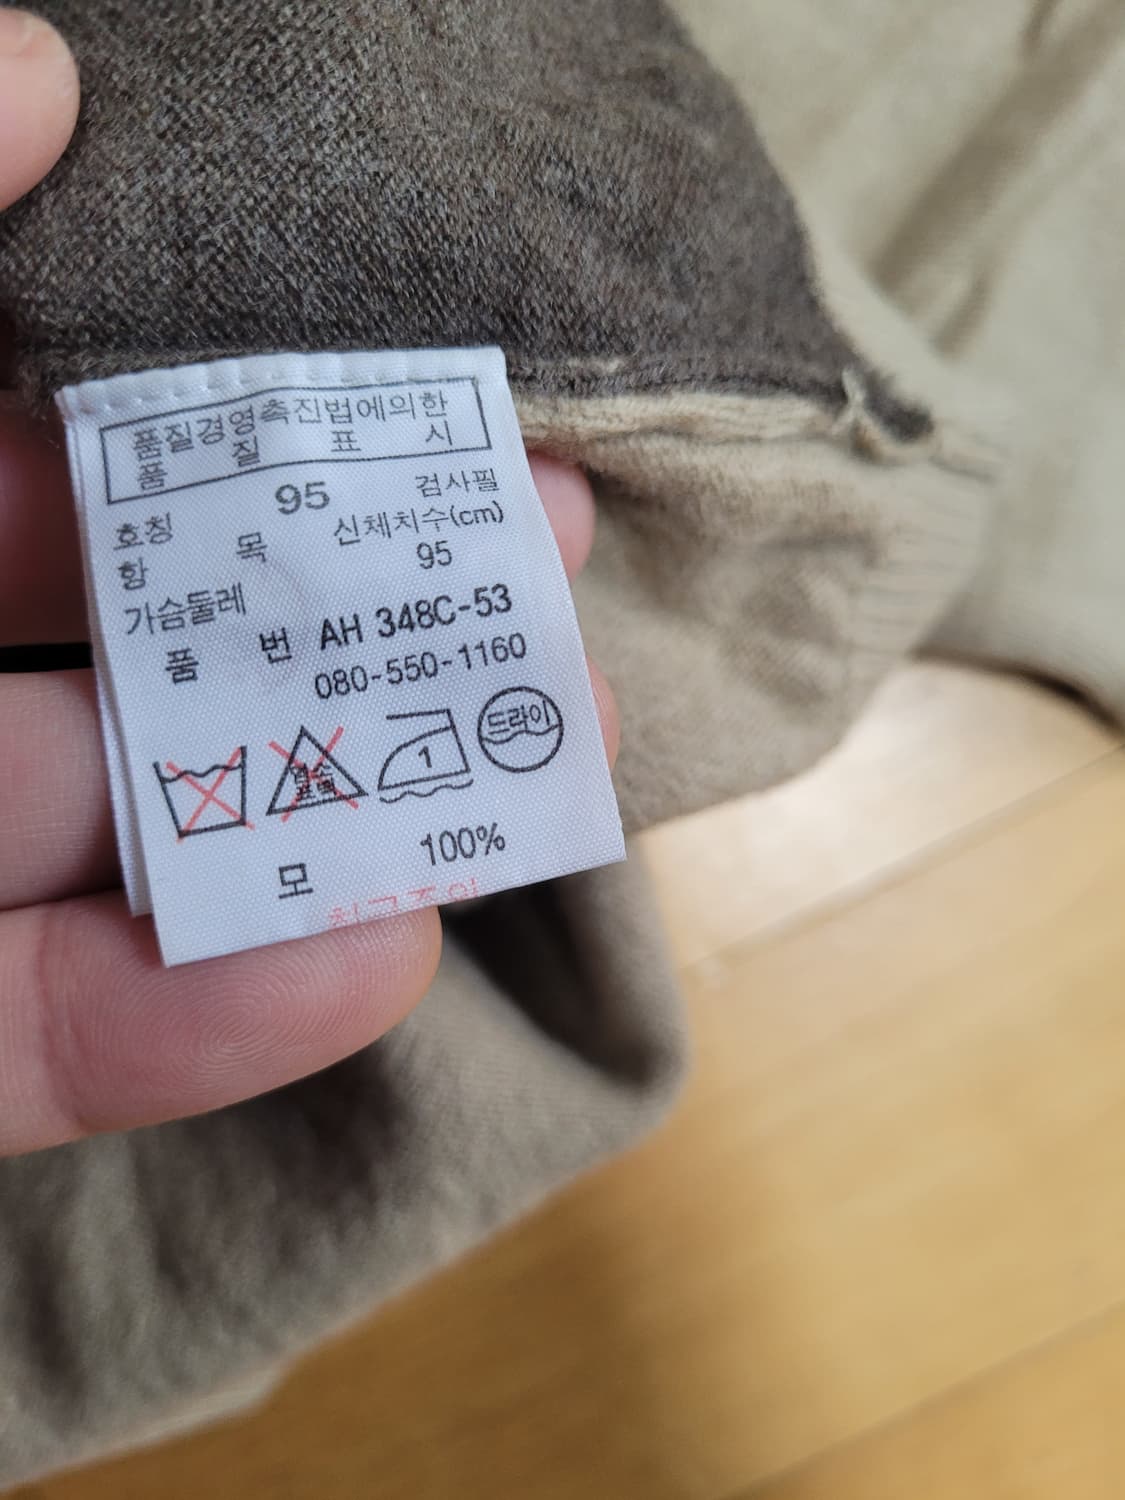 품질경영촉진법에의한
품 질 표 시
호칭 95 검사필
항 목 신체치수(cm)
가슴둘레 95
품 번 AH 348C-53
080-550-1160
1 드라이
모 100%